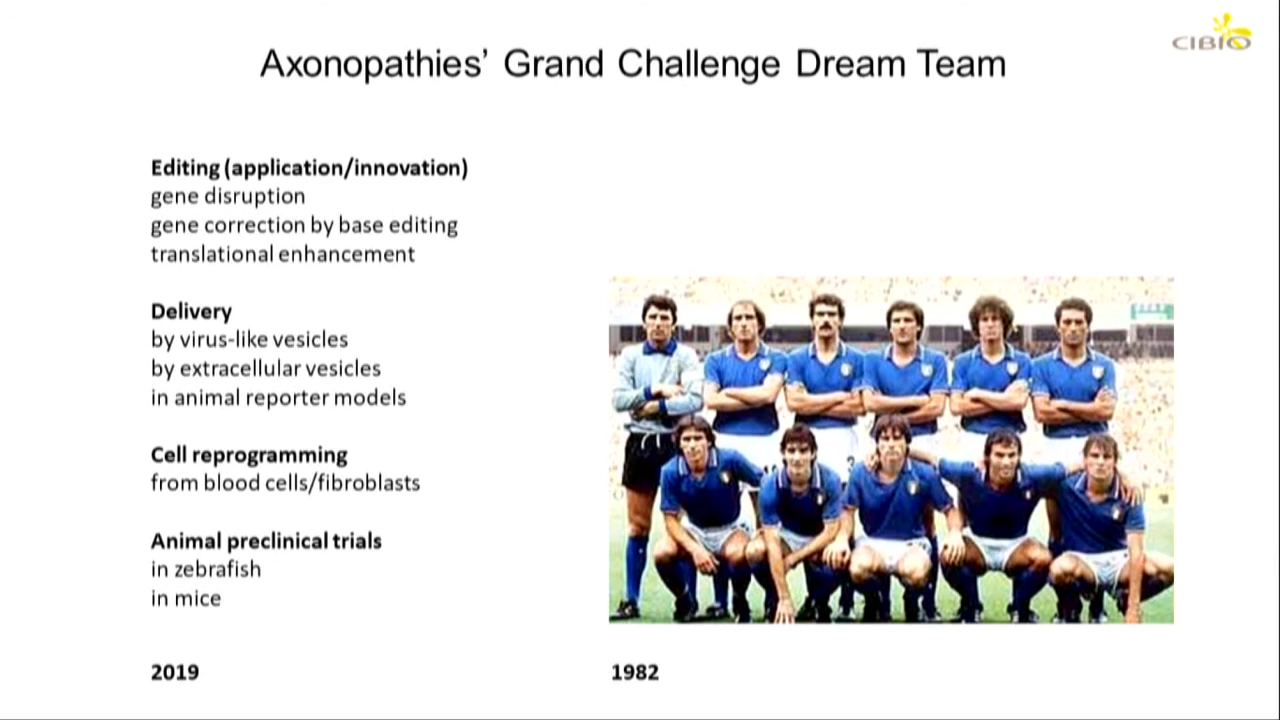 CIBIO
Axonopathies’ Grand Challenge Dream Team
Editing (application/innovation)
gene disruption
gene correction by base editing
translational enhancement
Delivery
by virus-like vesicles
by extracellular vesicles
in animal reporter models
Cell reprogramming
from blood cells/fibroblasts
Animal preclinical trials
in zebrafish
in mice
2019
1982